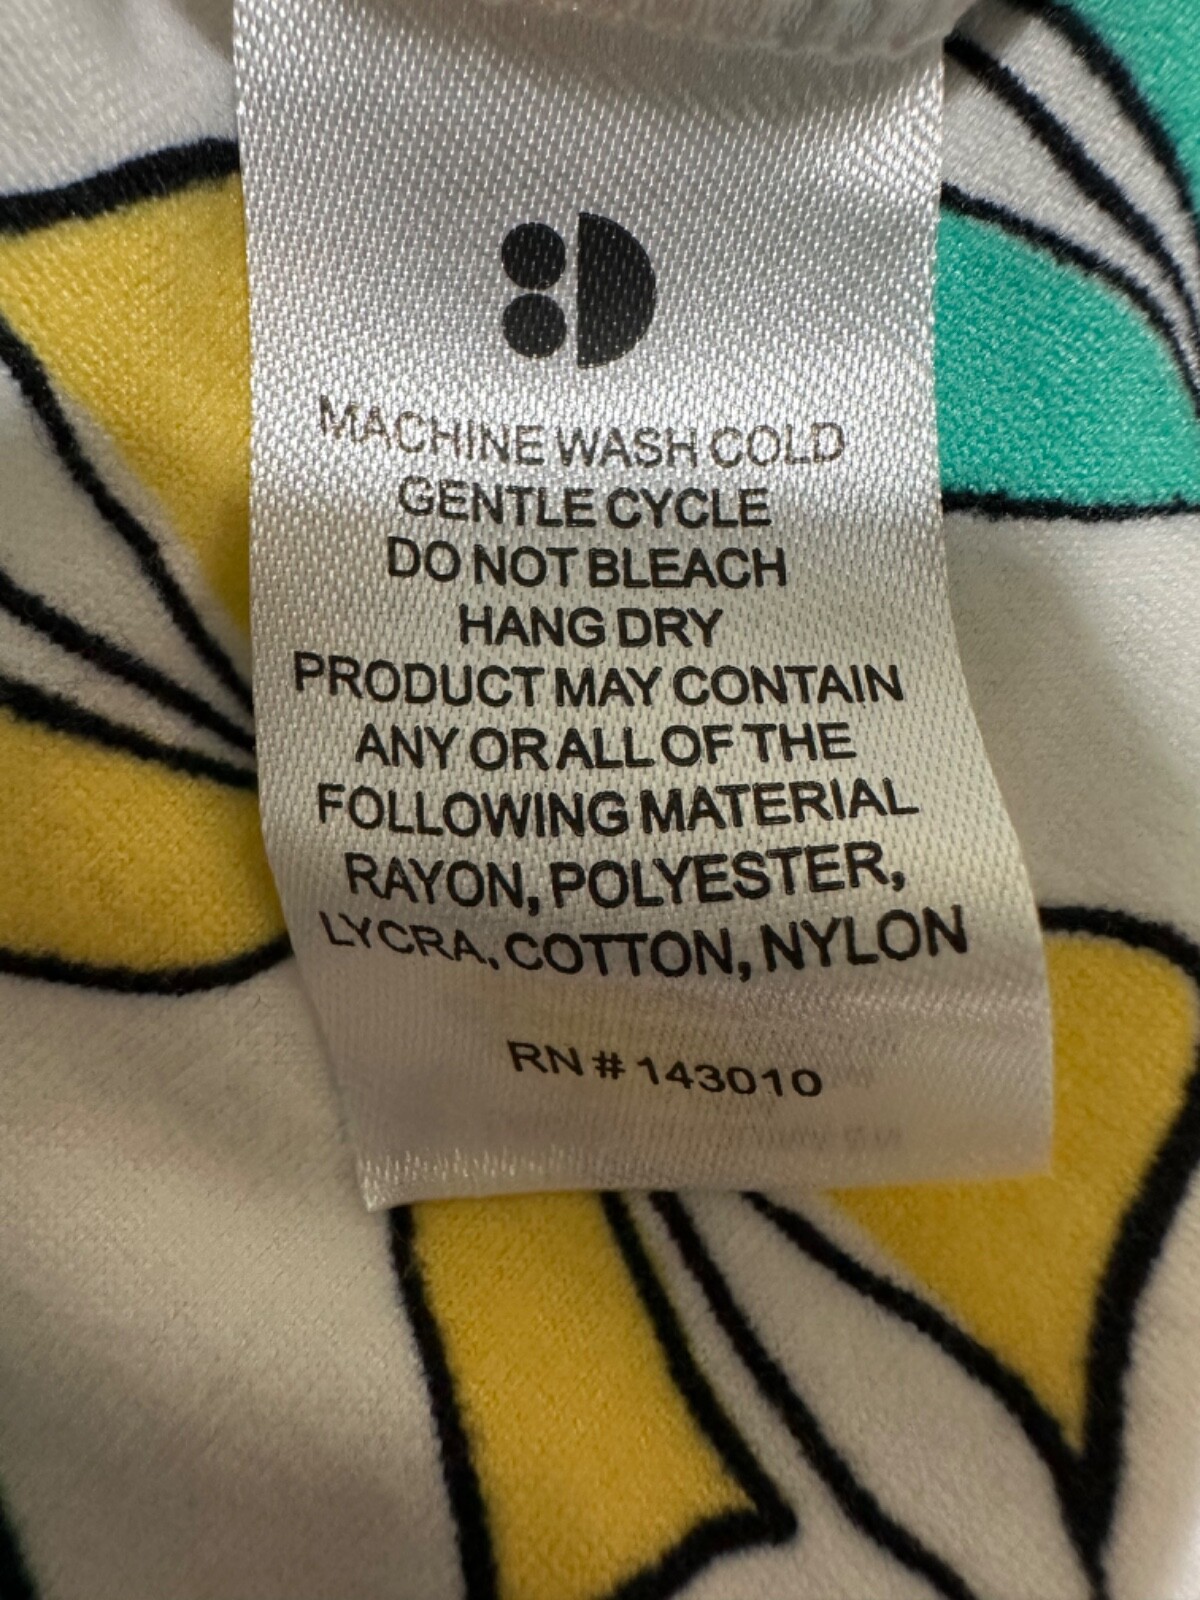 MACHINE WASH COLD
GENTLE CYCLE
DO NOT BLEACH
HANG DRY
PRODUCT MAY CONTAIN
ANY OR ALL OF THE
FOLLOWING MATERIAL
RAYON, POLYESTER,
LYCRA, COTTON, NYLON
RN # 143010